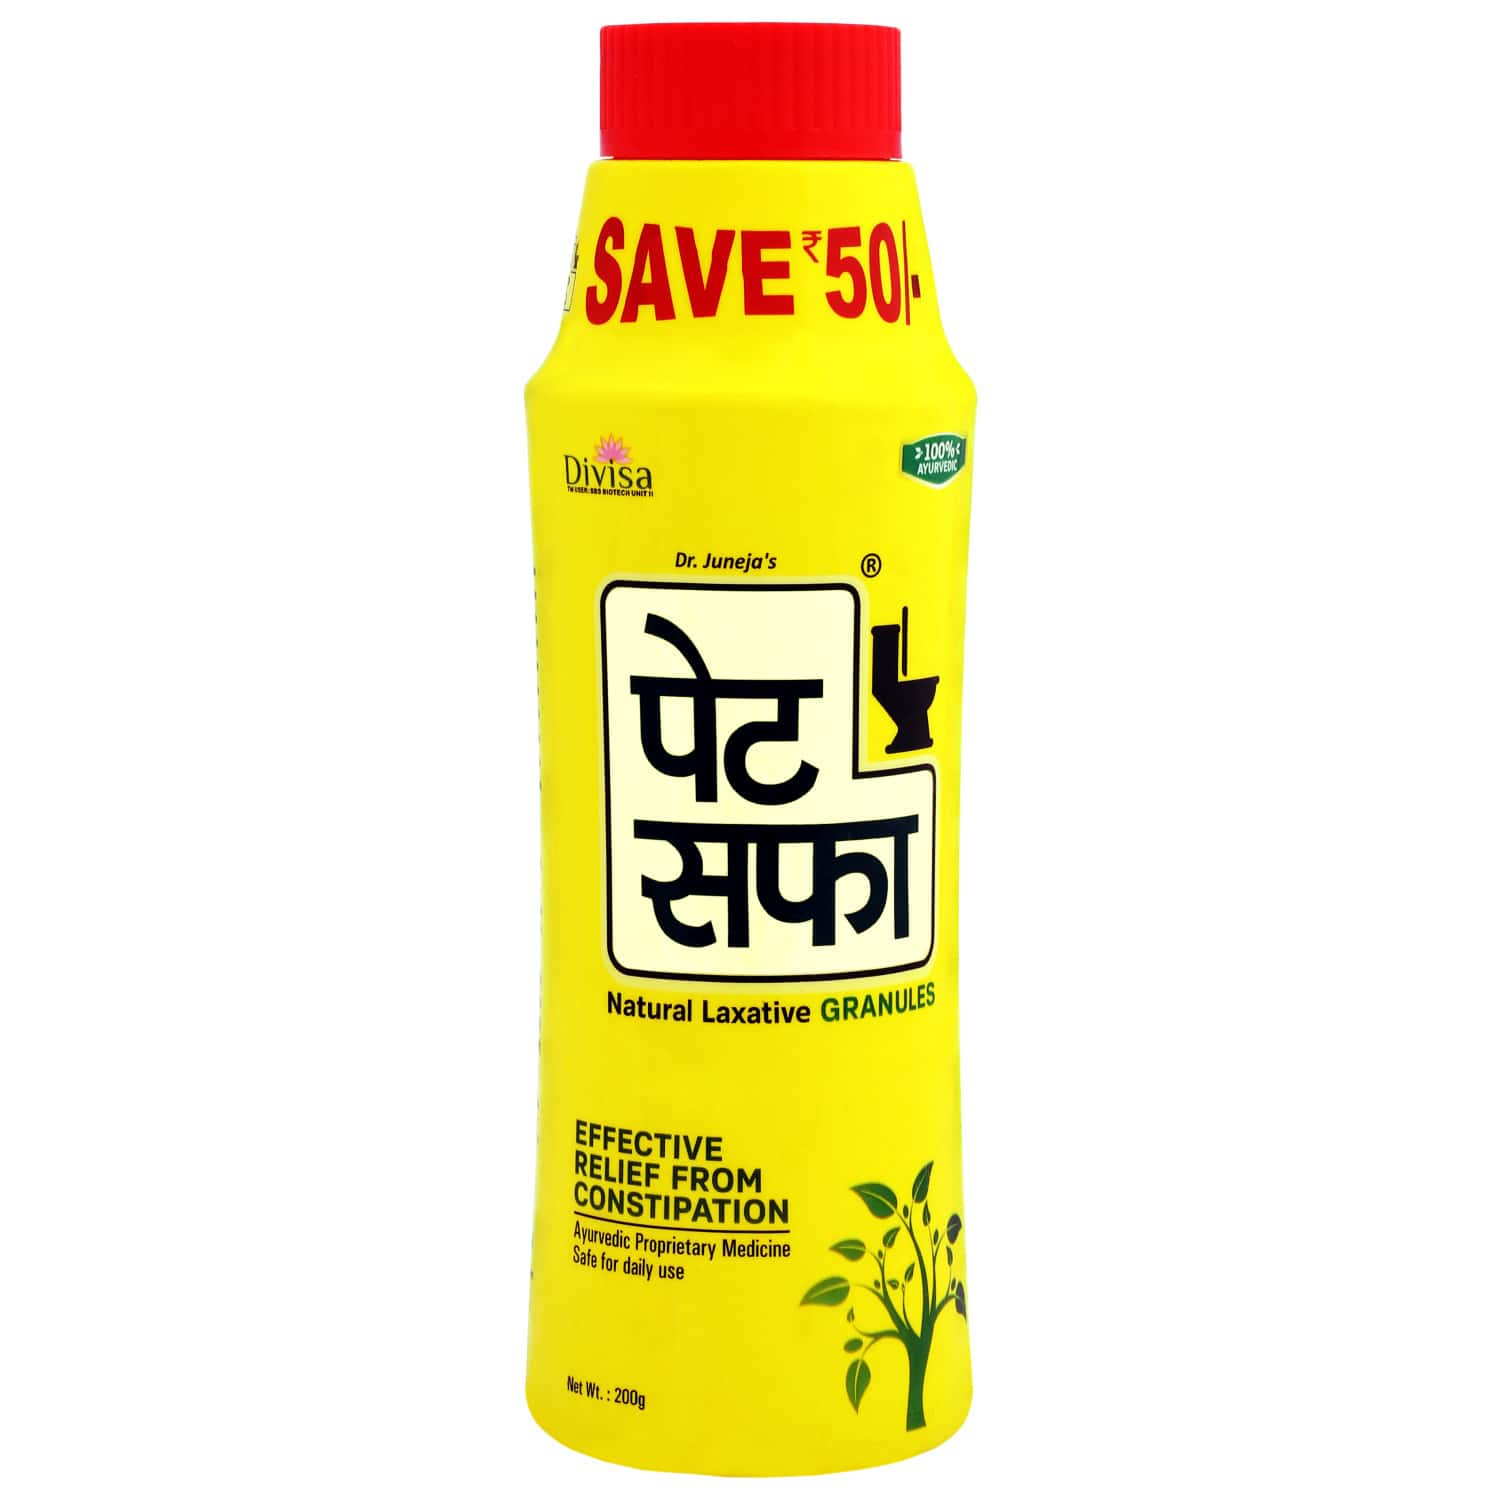 SAVE ₹50/-
Divisa
TM USER: SBS BIOTECH UNIT II
100%
AYURVEDIC
Dr. Juneja's
®
पेट
सफा
Natural Laxative GRANULES
EFFECTIVE
RELIEF FROM
CONSTIPATION
Ayurvedic Proprietary Medicine
Safe for daily use
Net Wt. : 200g